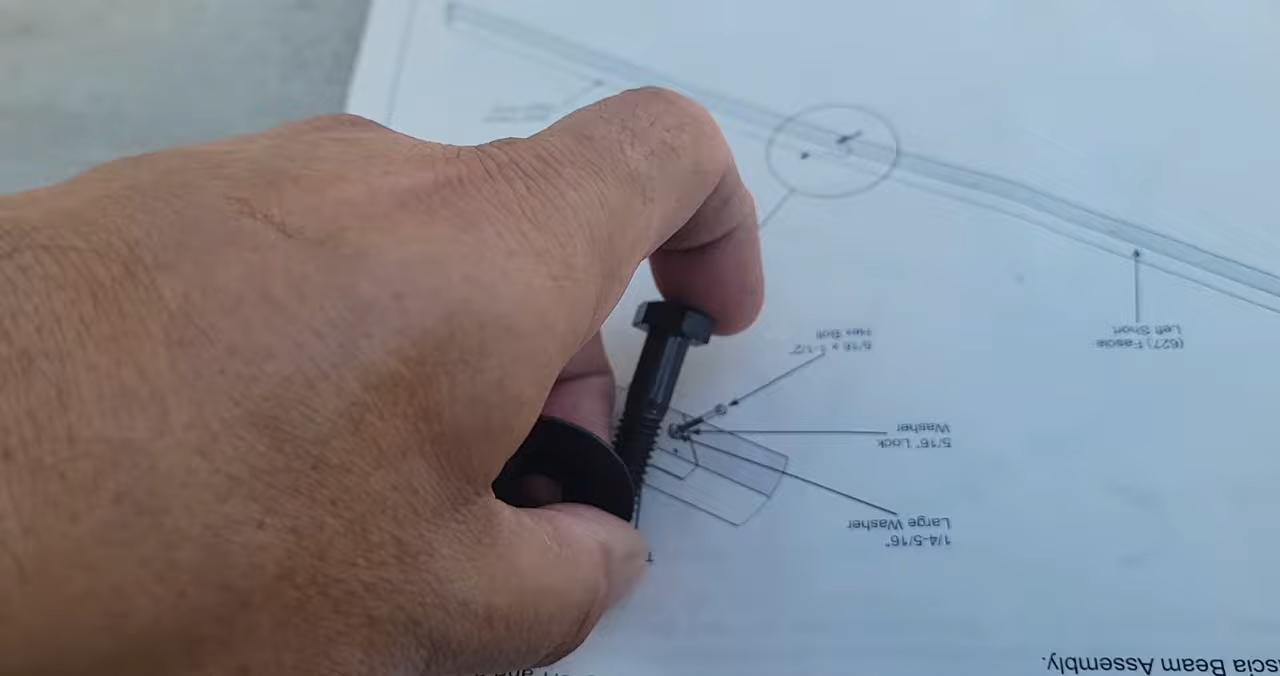 scia Beam Assembly.
1/4-5/16"
Large Washer
5/16" Lock
Washer
5/16 x 1-1/2"
Hex Bolt
(627) Fascia
Left Short